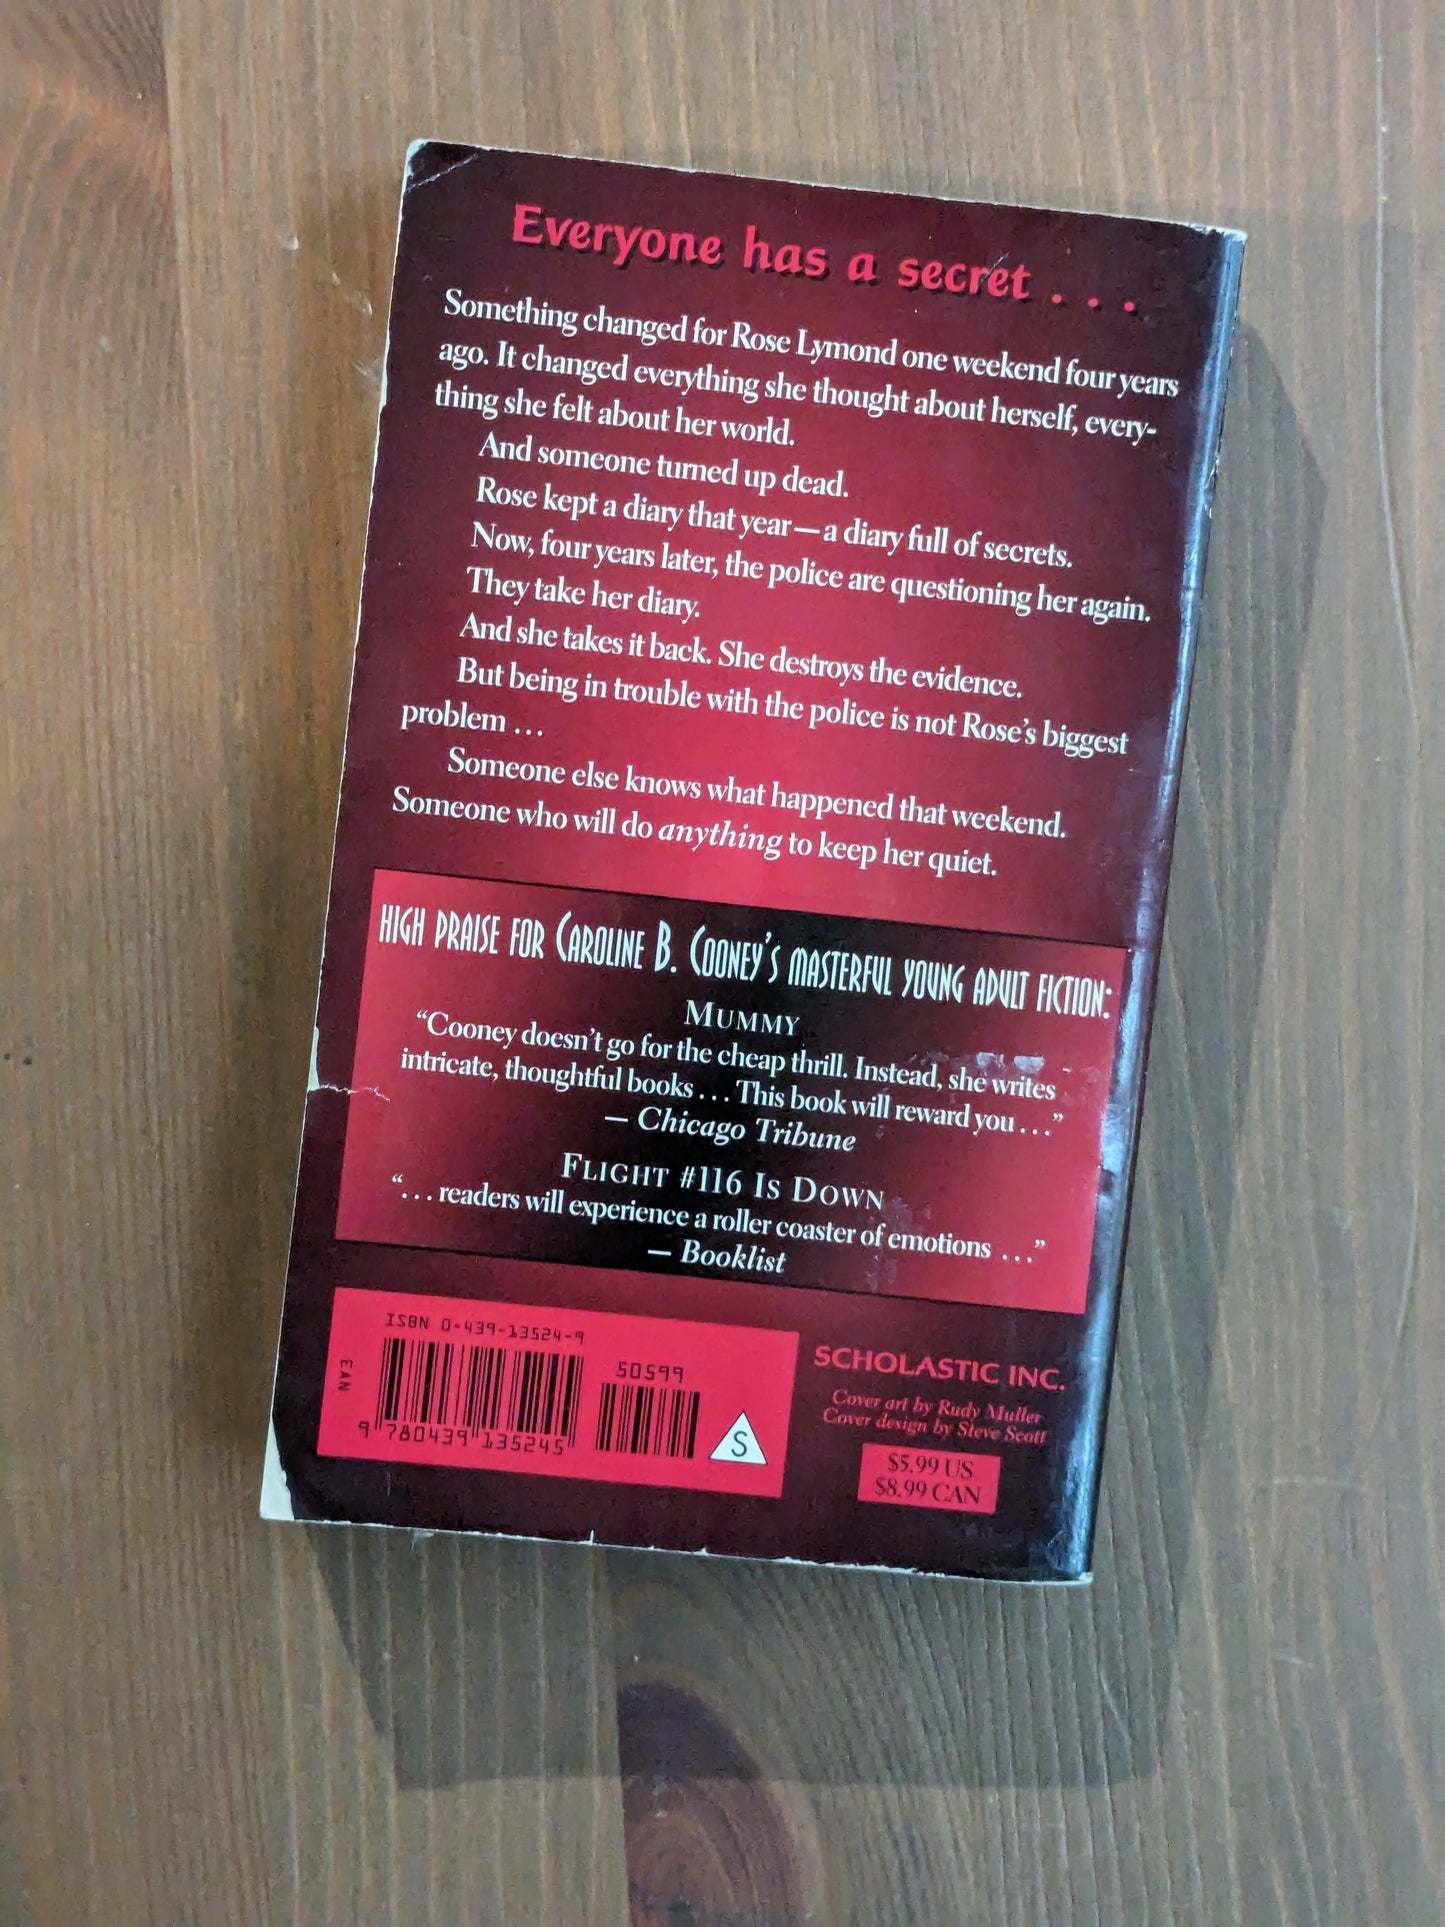 Everyone has a secret . . .
Something changed for Rose Lymond one weekend four years
ago. It changed everything she thought about herself, every-
thing she felt about her world.
And someone turned up dead.
Rose kept a diary that year—a diary full of secrets.
Now, four years later, the police are questioning her again.
They take her diary.
And she takes it back. She destroys the evidence.
But being in trouble with the police is not Rose's biggest
problem . . .
Someone else knows what happened that weekend.
Someone who will do anything to keep her quiet.
HIGH PRAISE FOR CAROLINE B. COONEY'S MASTERFUL YOUNG ADULT FICTION:
MUMMY
“Cooney doesn't go for the cheap thrill. Instead, she writes
intricate, thoughtful books . . . This book will reward you . . .”
— Chicago Tribune
FLIGHT #116 IS DOWN
“. . . readers will experience a roller coaster of emotions . . .”
— Booklist
ISBN 0-439-13524-9
50599
EAN
9 780439 135245
S
SCHOLASTIC INC.
Cover art by Rudy Muller
Cover design by Steve Scott
$5.99 US
$8.99 CAN